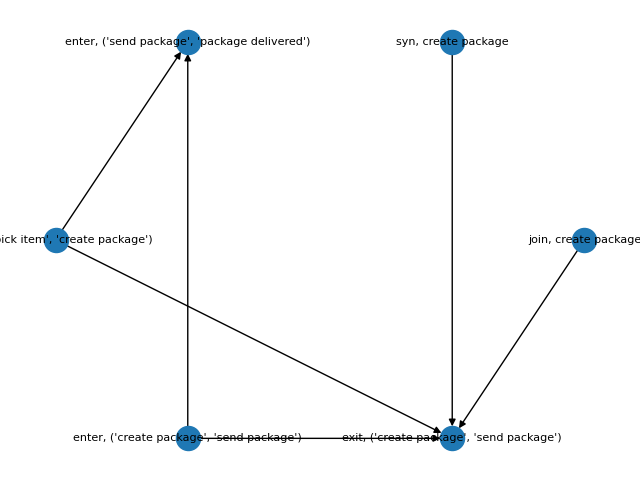 enter, ('send package', 'package delivered')
syn, create package
item', 'create package')
join, create package
enter, ('create package', 'send package')
exit, ('create package', 'send package')